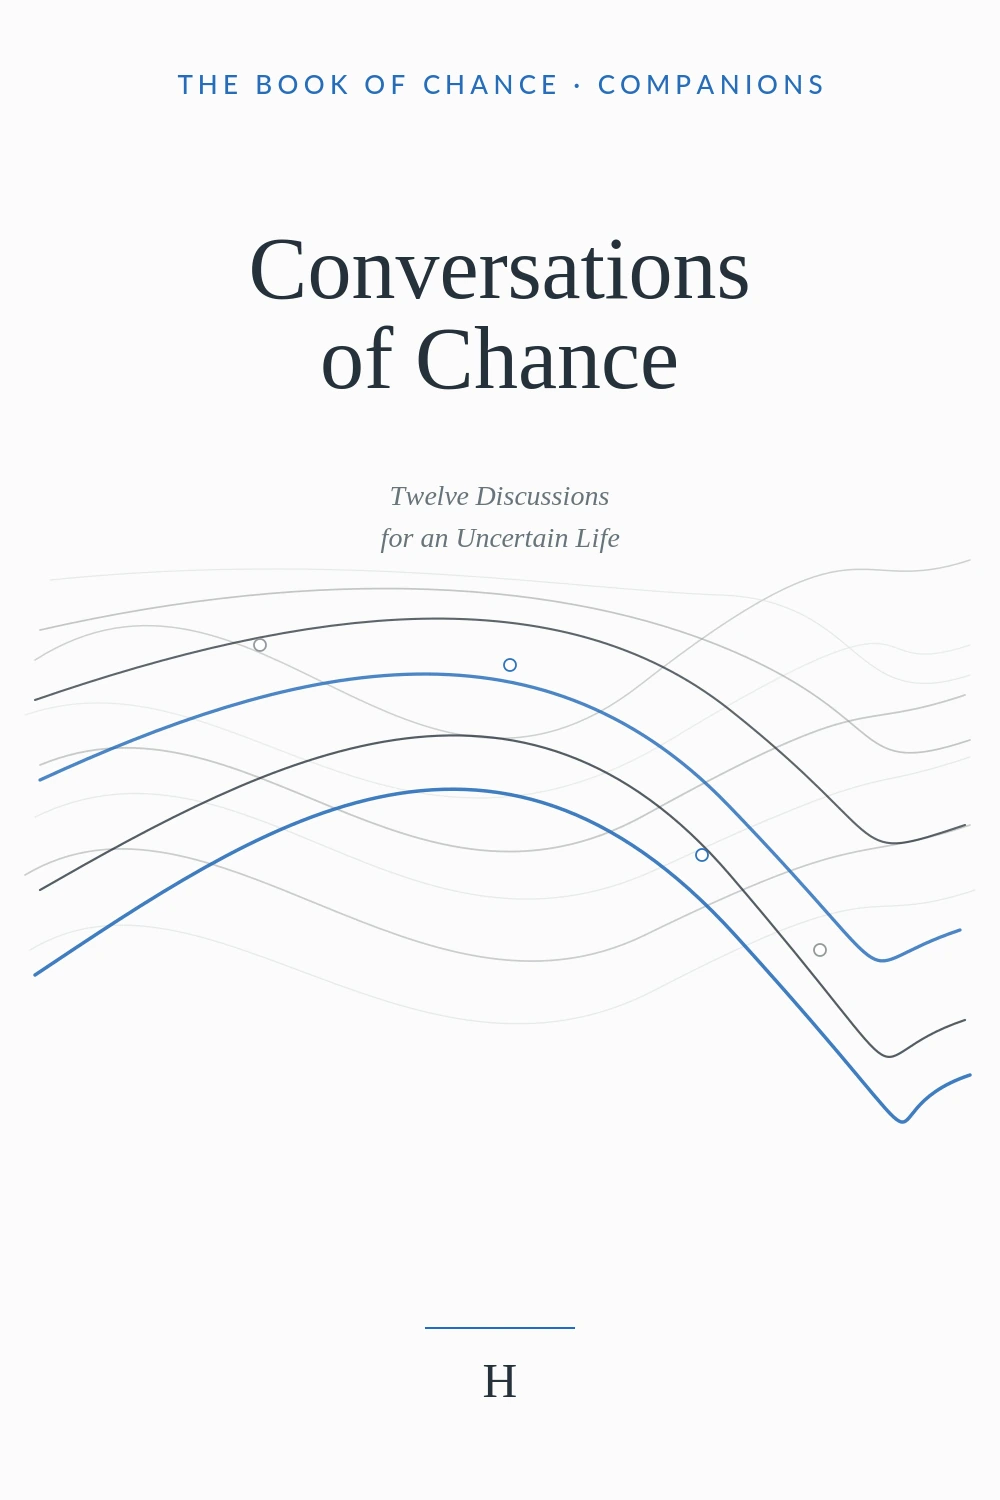 THE BOOK OF CHANCE · COMPANIONS
Conversations
of Chance
Twelve Discussions
for an Uncertain Life
H